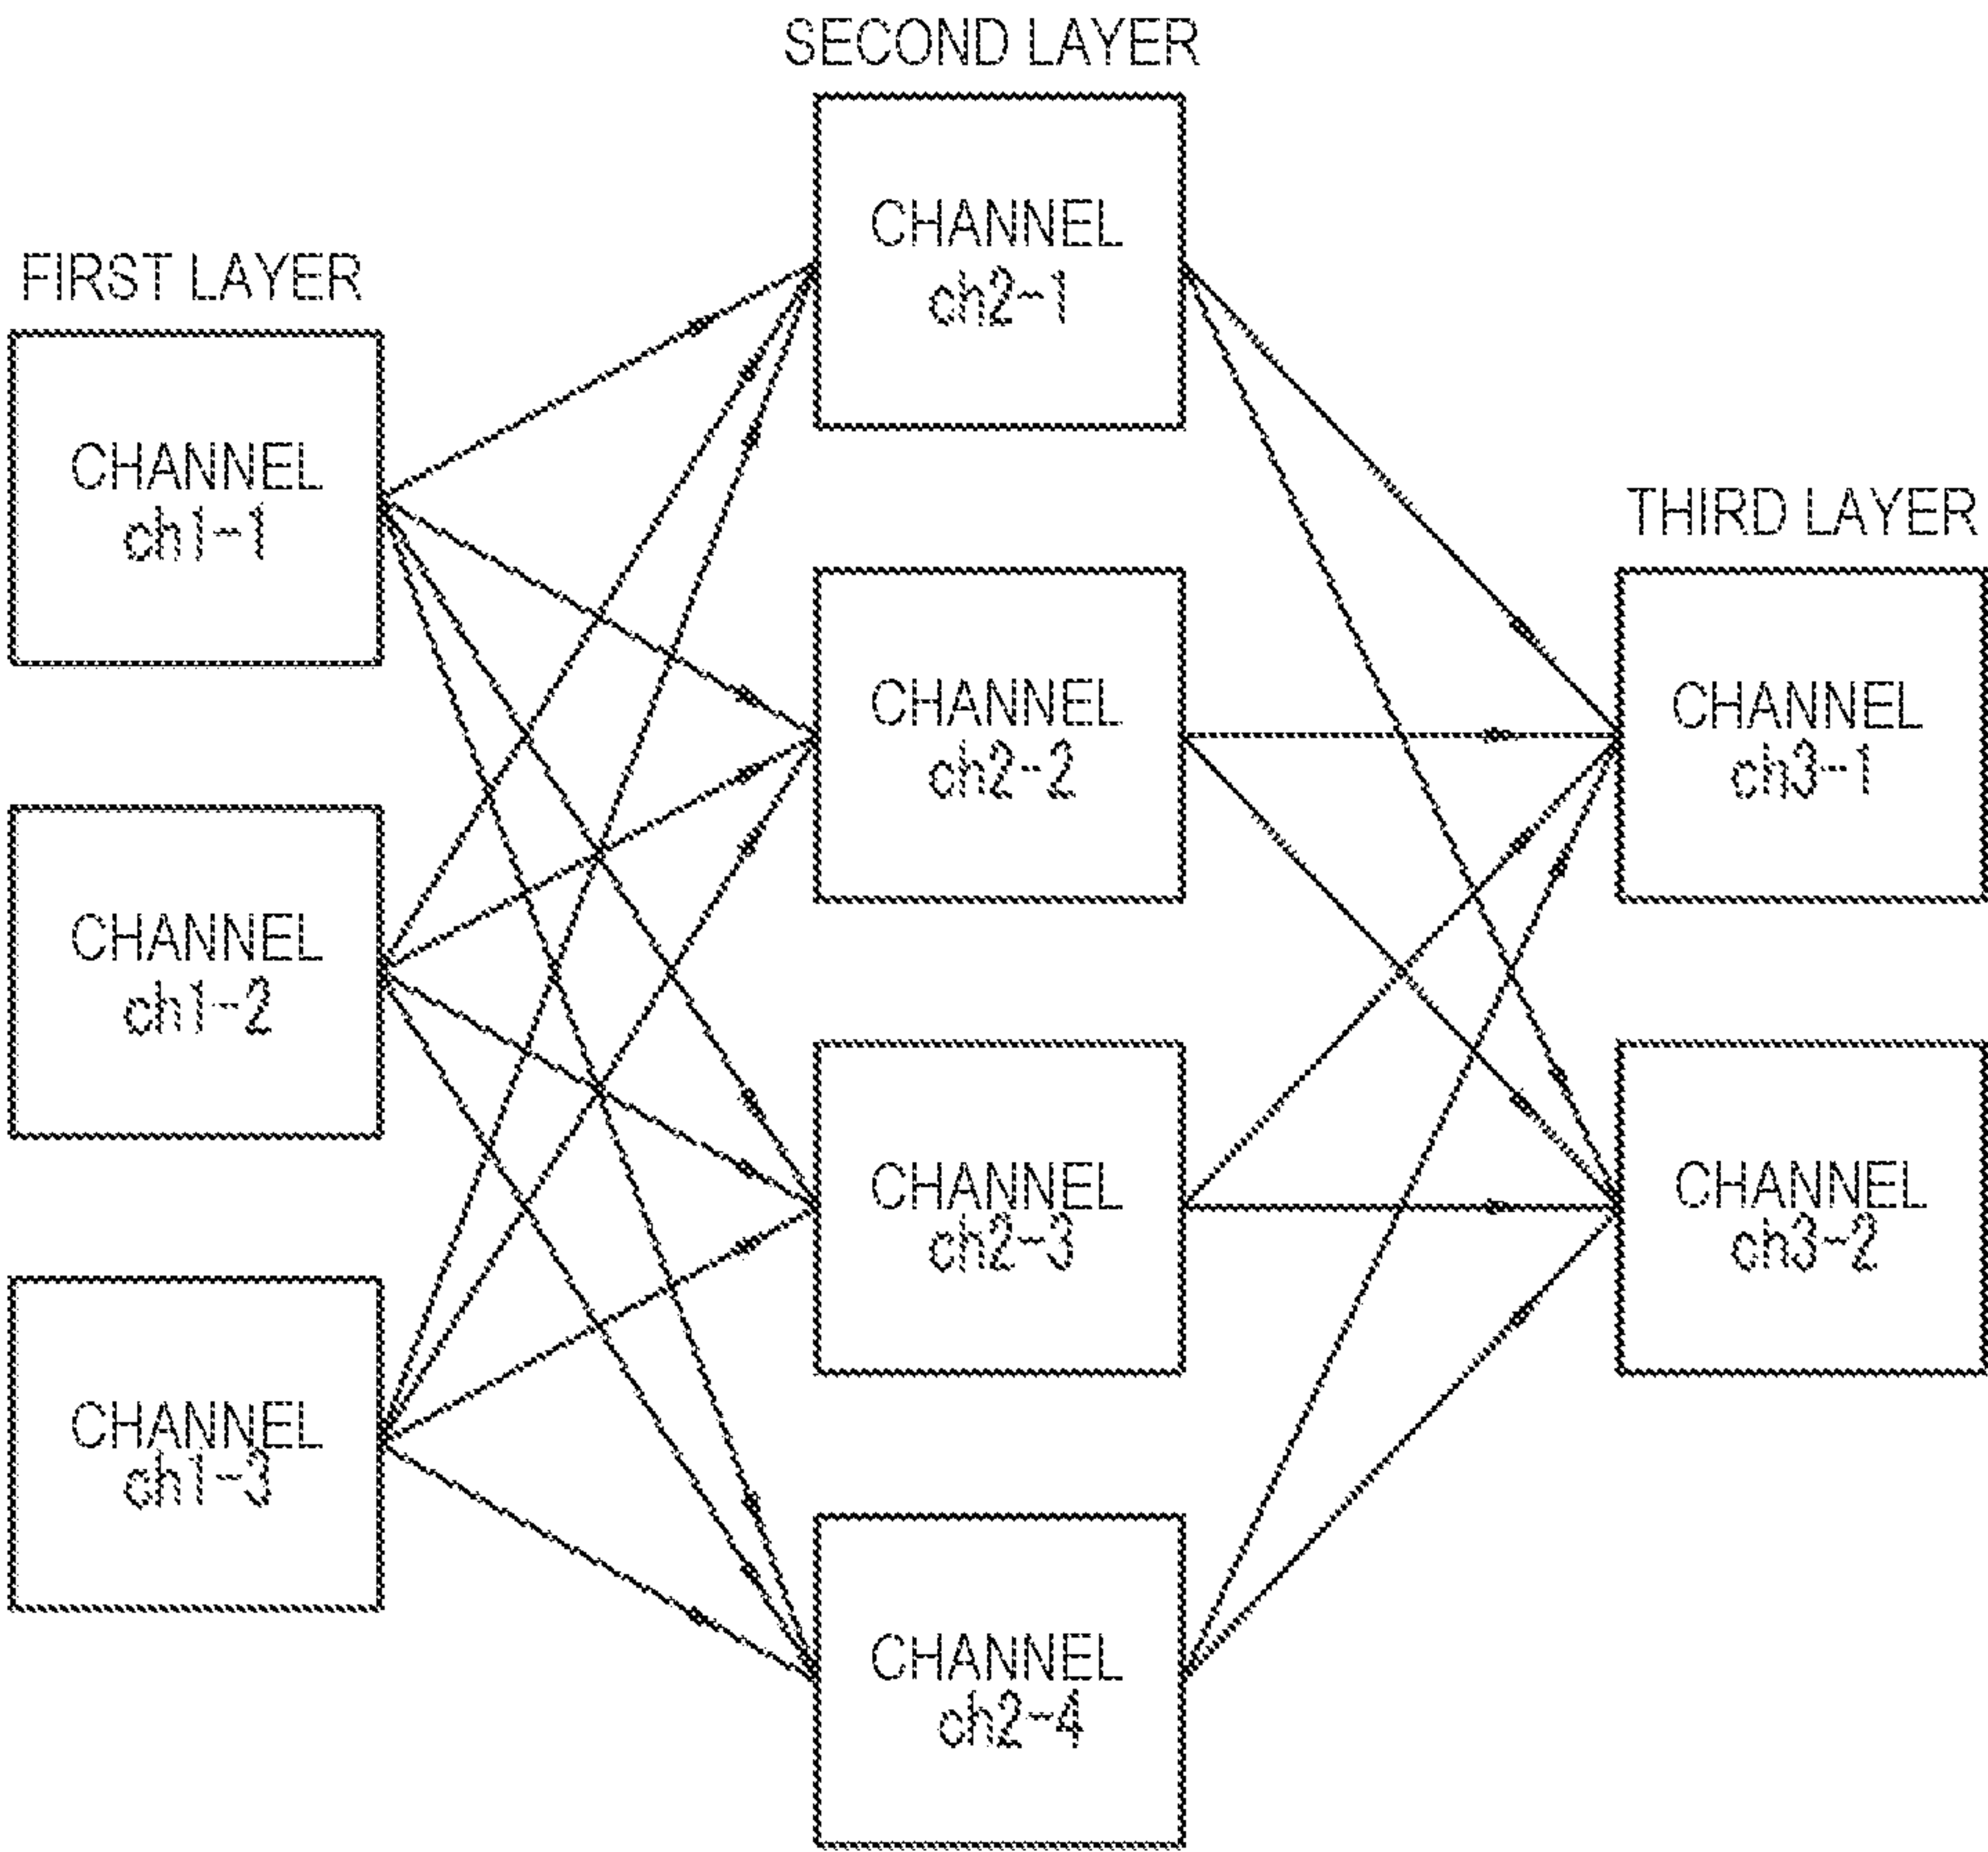 FIRST LAYER
CHANNEL
ch1-1
CHANNEL
ch1-2
CHANNEL
ch1-3
SECOND LAYER
CHANNEL
ch2-1
CHANNEL
ch2-2
CHANNEL
ch2-3
CHANNEL
ch2-4
THIRD LAYER
CHANNEL
ch3-1
CHANNEL
ch3-2